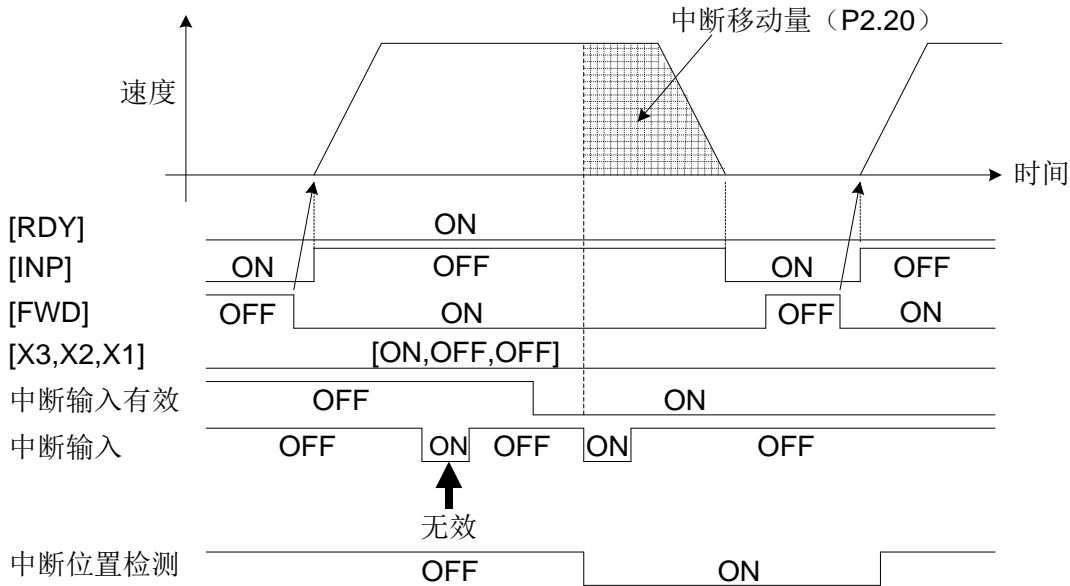 中断移动量（P2.20）
速度
时间
[RDY] ON
[INP] ON OFF ON OFF
[FWD] OFF ON OFF ON
[X3,X2,X1] [ON,OFF,OFF]
中断输入有效 OFF ON
中断输入 OFF ON OFF ON OFF
无效
中断位置检测 OFF ON